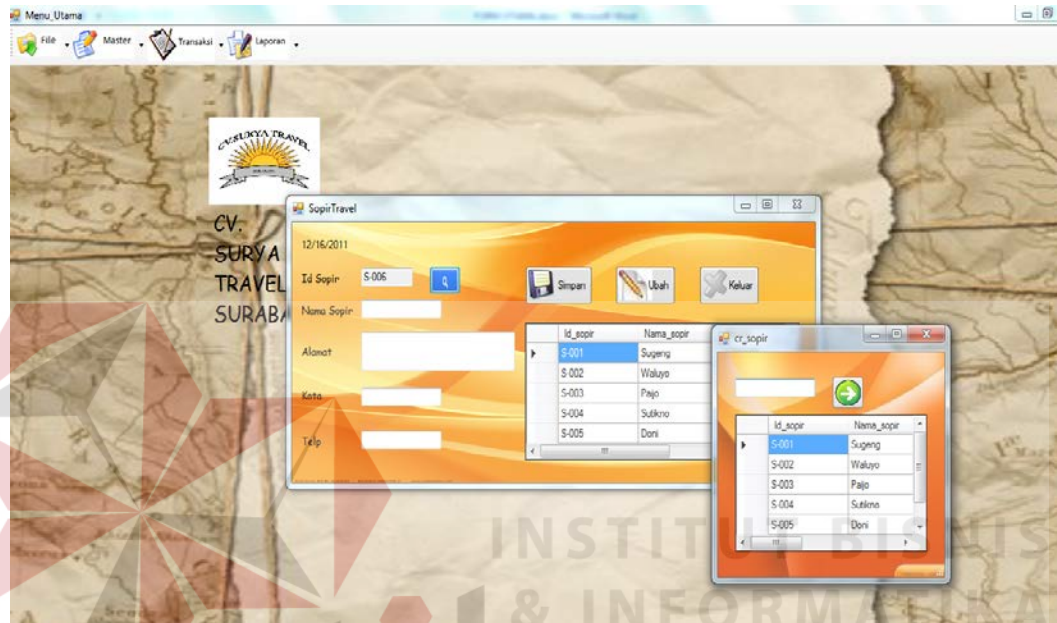 Menu_Utama
File
Master
Transaksi
Laporan
CV.SURYA TRAVEL
CV.
SURYA
TRAVEL
SURABA
SopirTravel
12/16/2011
Id Sopir
S-006
Nama Sopir
Alamat
Kota
Telp
Simpan
Ubah
Keluar
Id_sopir Nama_sopir
S-001 Sugeng
S-002 Waluyo
S-003 Paijo
S-004 Sutikno
S-005 Doni
cr_sopir
Id_sopir Nama_sopir
S-001 Sugeng
S-002 Waluyo
S-003 Paijo
S-004 Sutikno
S-005 Doni
INSTITUT BISNIS
& INFORMATIKA